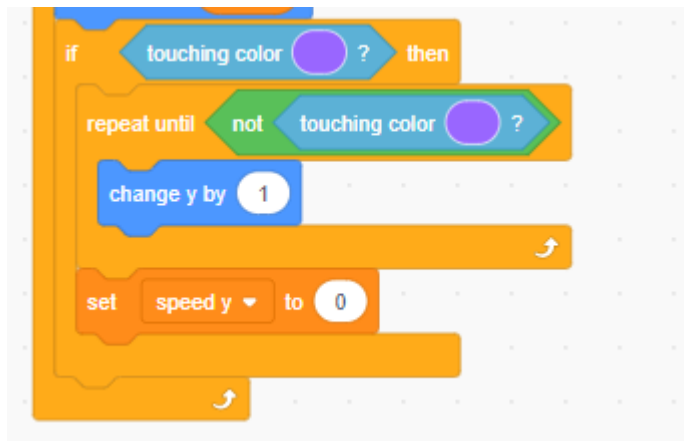 if touching color ? then
repeat until not touching color ?
change y by 1
set speed y to 0